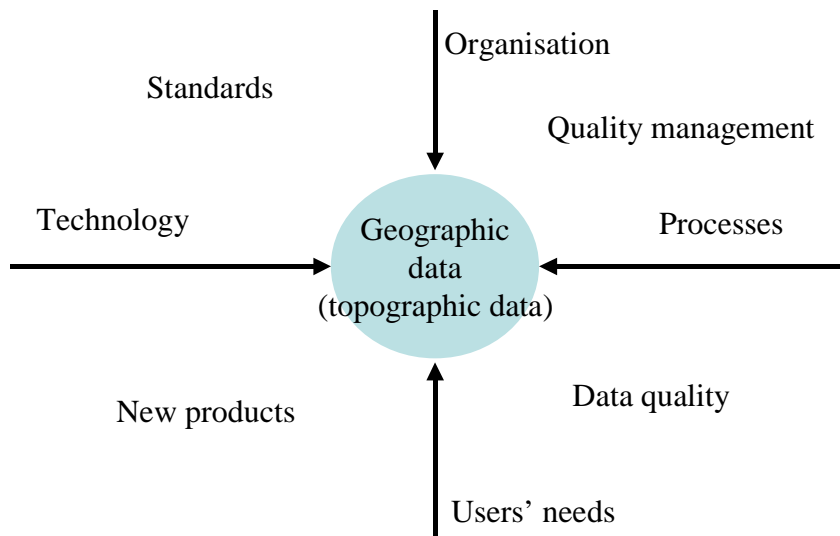 Organisation
Standards
Quality management
Technology
Processes
Geographic
data
(topographic data)
New products
Data quality
Users’ needs